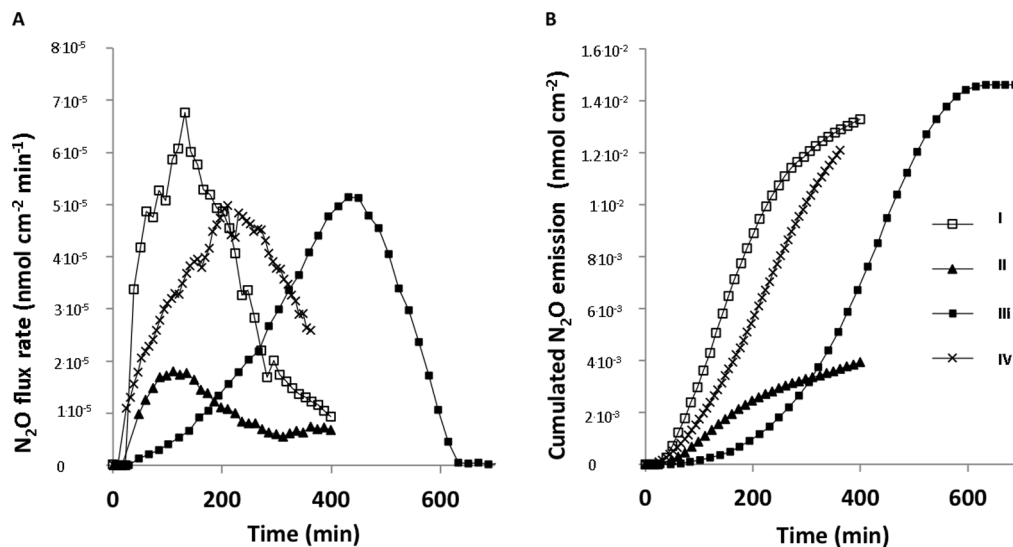 A
8·10⁻⁵
7·10⁻⁵
6·10⁻⁵
5·10⁻⁵
4·10⁻⁵
3·10⁻⁵
2·10⁻⁵
1·10⁻⁵
0
N₂O flux rate (nmol cm⁻² min⁻¹)
0 200 400 600
Time (min)
B
1.6·10⁻²
1.4·10⁻²
1.2·10⁻²
1·10⁻²
8·10⁻³
6·10⁻³
4·10⁻³
2·10⁻³
0
Cumulated N₂O emission (nmol cm⁻²)
0 200 400 600
Time (min)
I
II
IIi
IV